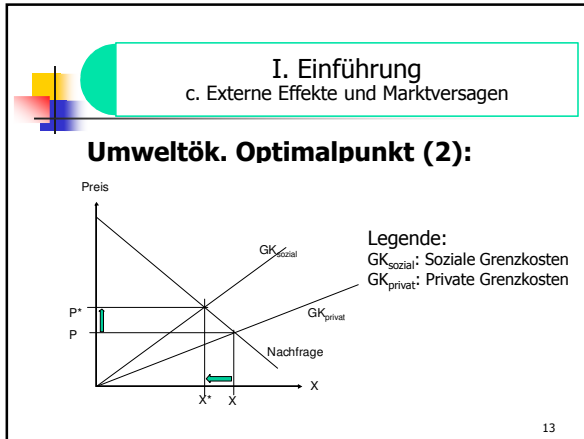 I. Einführung
c. Externe Effekte und Marktversagen
Umweltök. Optimalpunkt (2):
Preis
GKsozial
Legende:
GKsozial: Soziale Grenzkosten
GKprivat: Private Grenzkosten
P*
GKprivat
P
Nachfrage
X
X*
X
13